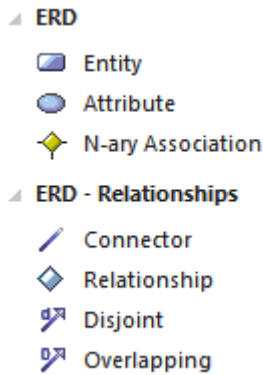 ERD
Entity
Attribute
N-ary Association
ERD - Relationships
Connector
Relationship
Disjoint
Overlapping